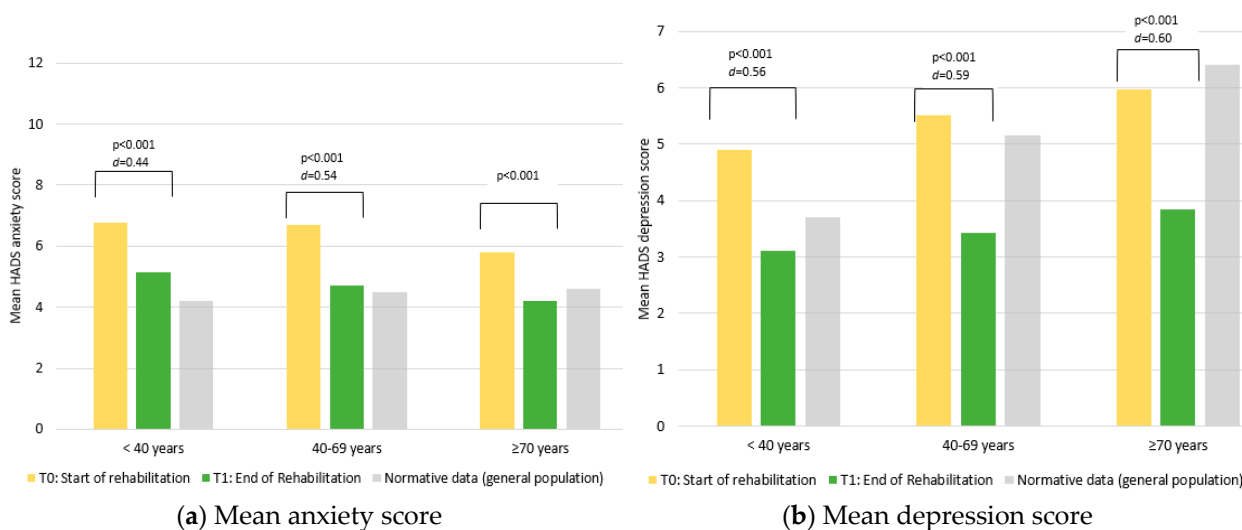 12
10
8
6
4
2
0
Mean HADS anxiety score
p<0.001
d=0.44
p<0.001
d=0.54
p<0.001
< 40 years
40-69 years
≥70 years
T0: Start of rehabilitation
T1: End of Rehabilitation
Normative data (general population)
(a) Mean anxiety score
7
6
5
4
3
2
1
0
Mean HADS depression score
p<0.001
d=0.56
p<0.001
d=0.59
p<0.001
d=0.60
< 40 years
40-69 years
≥70 years
T0: Start of rehabilitation
T1: End of Rehabilitation
Normative data (general population)
(b) Mean depression score